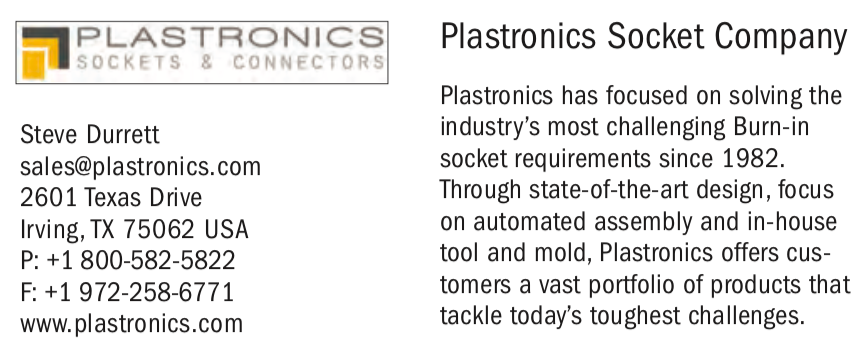 PLASTRONICS
SOCKETS & CONNECTORS
Steve Durrett
sales@plastronics.com
2601 Texas Drive
Irving, TX 75062 USA
P: +1 800-582-5822
F: +1 972-258-6771
www.plastronics.com
Plastronics Socket Company
Plastronics has focused on solving the
industry’s most challenging Burn-in
socket requirements since 1982.
Through state-of-the-art design, focus
on automated assembly and in-house
tool and mold, Plastronics offers cus-
tomers a vast portfolio of products that
tackle today’s toughest challenges.